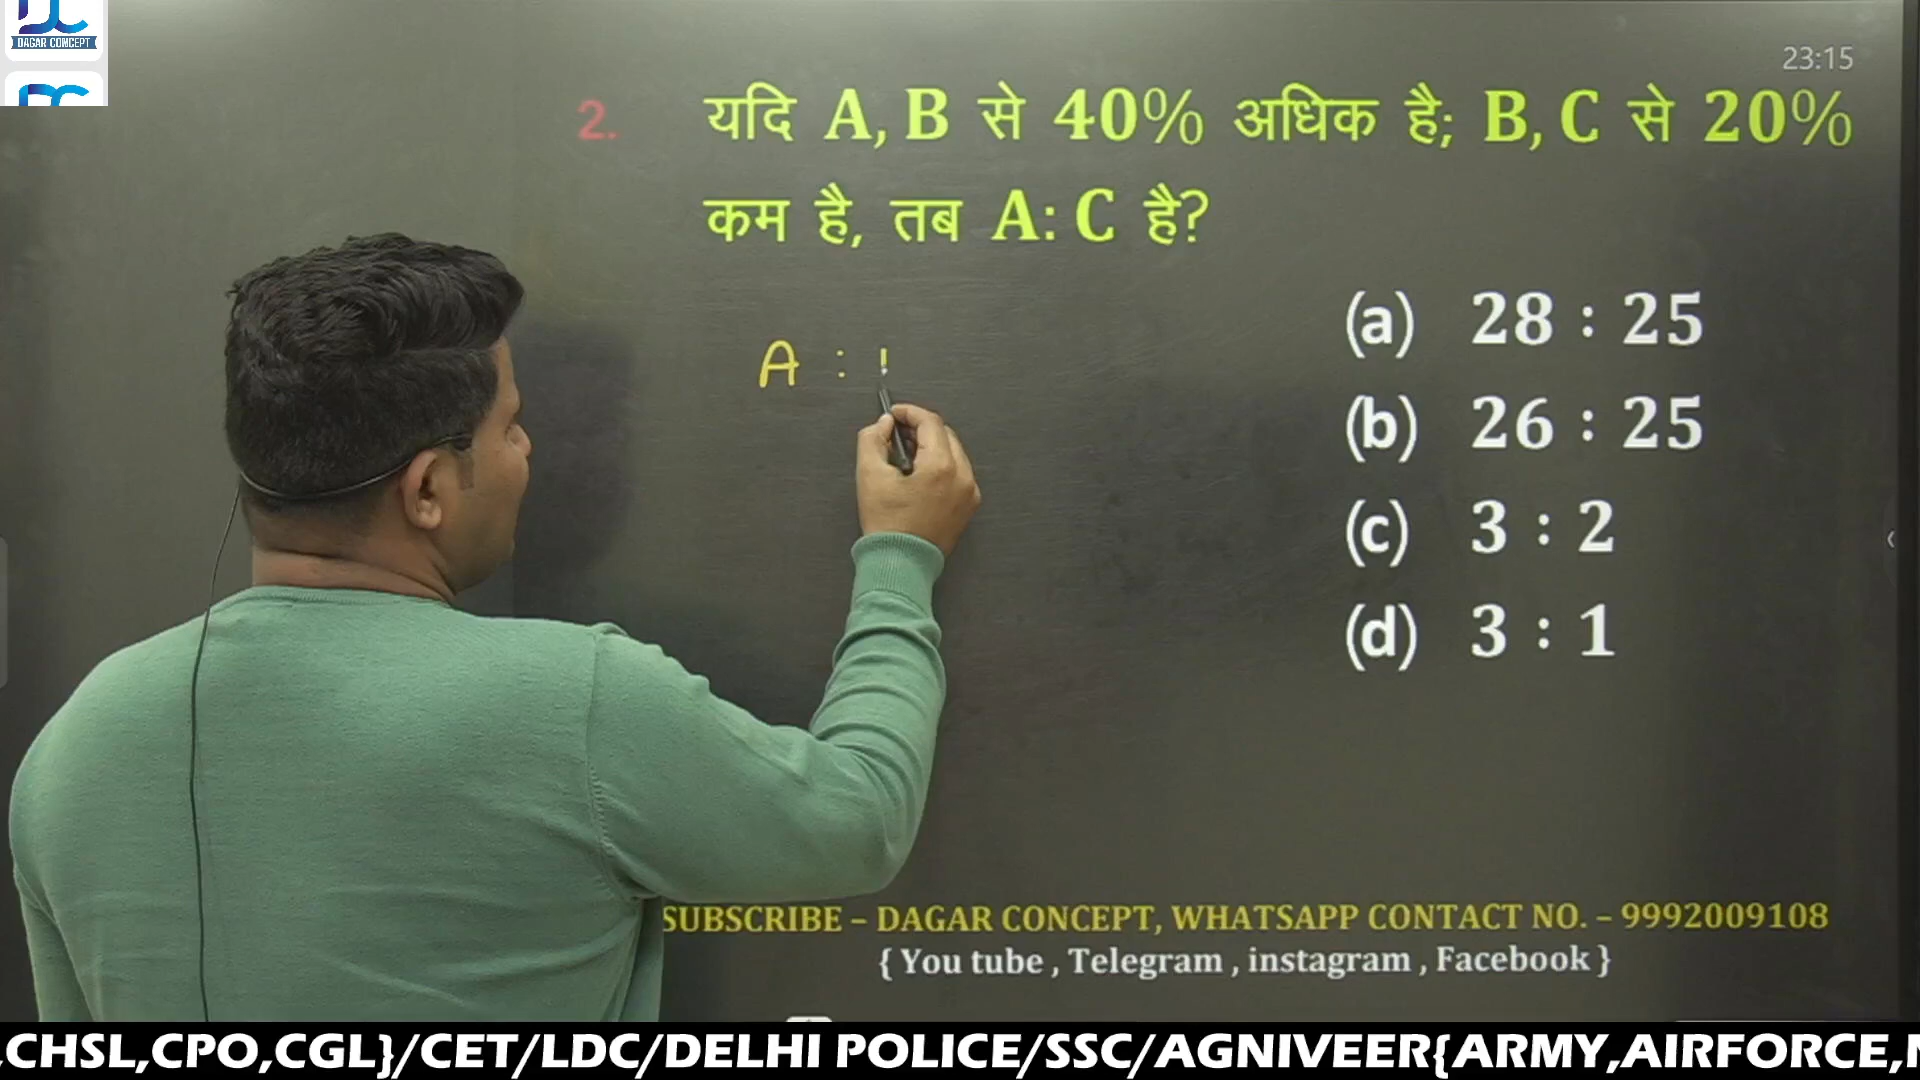 DAGAR CONCEPT
23:15
2. यदि A, B से 40% अधिक है; B, C से 20%
कम है, तब A: C है?
A :
(a) 28 : 25
(b) 26 : 25
(c) 3 : 2
(d) 3 : 1
SUBSCRIBE – DAGAR CONCEPT, WHATSAPP CONTACT NO. – 9992009108
{ You tube , Telegram , instagram , Facebook }
,CHSL,CPO,CGL}/CET/LDC/DELHI POLICE/SSC/AGNIVEER{ARMY,AIRFORCE,